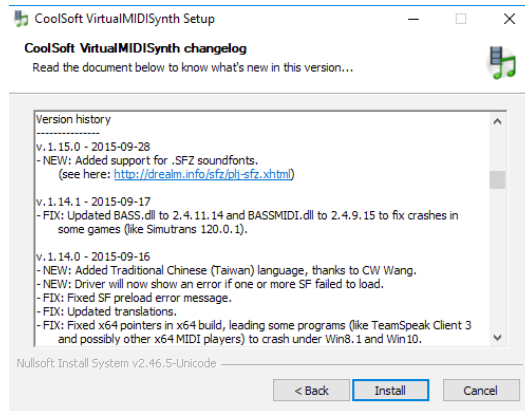 CoolSoft VirtualMIDISynth Setup
CoolSoft VirtualMIDISynth changelog
Read the document below to know what's new in this version...
Version history
---------------
v.1.15.0 - 2015-09-28
- NEW: Added support for .SFZ soundfonts.
(see here: http://drealm.info/sfz/plj-sfz.xhtml)
v.1.14.1 - 2015-09-17
- FIX: Updated BASS.dll to 2.4.11.14 and BASSMIDI.dll to 2.4.9.15 to fix crashes in
some games (like Simutrans 120.0.1).
v.1.14.0 - 2015-09-16
- NEW: Added Traditional Chinese (Taiwan) language, thanks to CW Wang.
- NEW: Driver will now show an error if one or more SF failed to load.
- FIX: Fixed SF preload error message.
- FIX: Updated translations.
- FIX: Fixed x64 pointers in x64 build, leading some programs (like TeamSpeak Client 3
and possibly other x64 MIDI players) to crash under Win8.1 and Win10.
Nullsoft Install System v2.46.5-Unicode
< Back
Install
Cancel